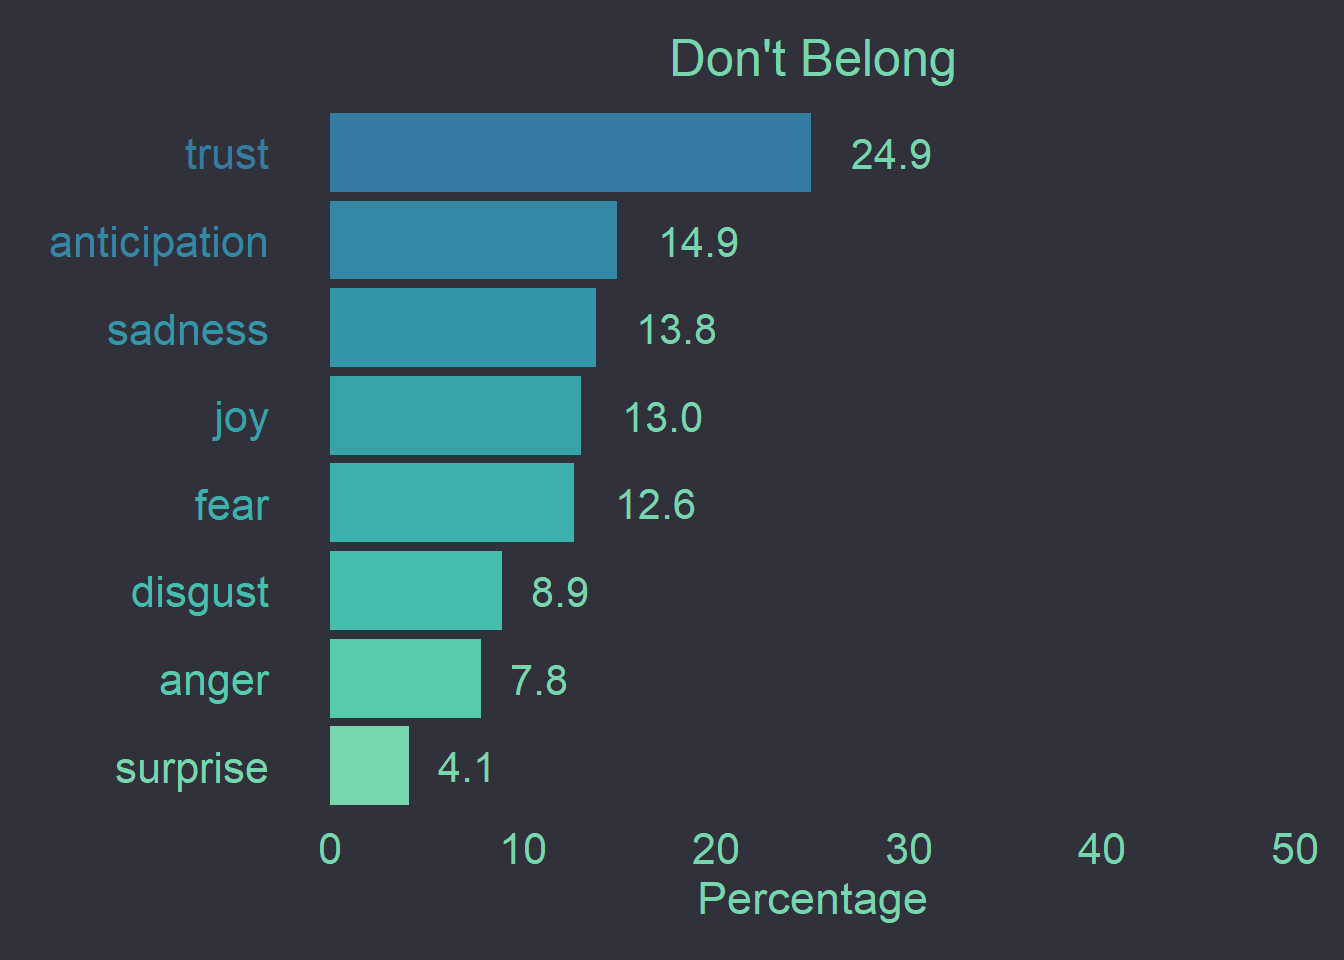 Don't Belong
trust 24.9
anticipation 14.9
sadness 13.8
joy 13.0
fear 12.6
disgust 8.9
anger 7.8
surprise 4.1
0 10 20 30 40 50
Percentage